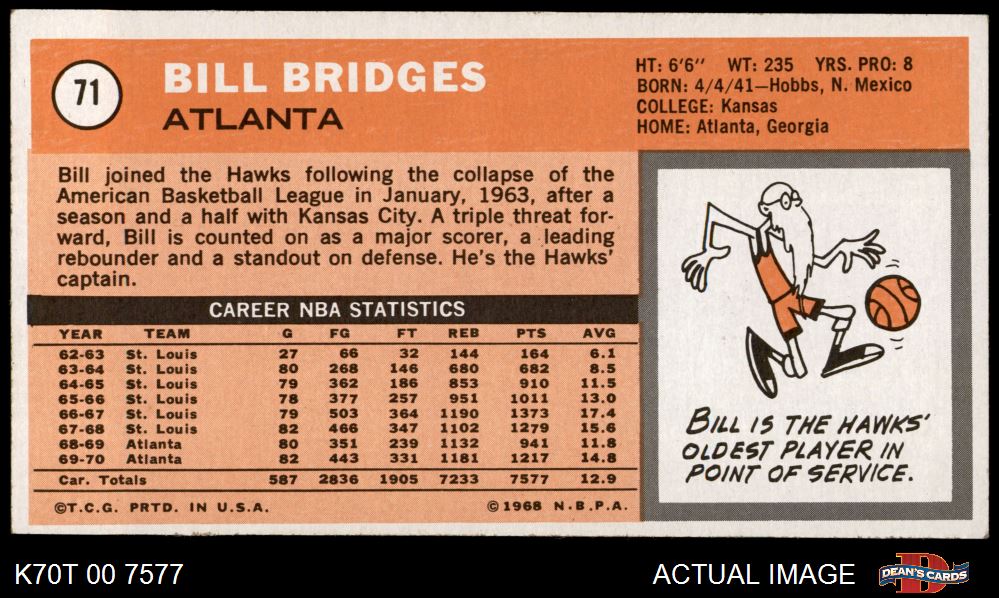 71
BILL BRIDGES
ATLANTA
HT: 6'6" WT: 235 YRS. PRO: 8
BORN: 4/4/41—Hobbs, N. Mexico
COLLEGE: Kansas
HOME: Atlanta, Georgia
Bill joined the Hawks following the collapse of the
American Basketball League in January, 1963, after a
season and a half with Kansas City. A triple threat for-
ward, Bill is counted on as a major scorer, a leading
rebounder and a standout on defense. He's the Hawks'
captain.
CAREER NBA STATISTICS
YEAR TEAM G FG FT REB PTS AVG
62-63 St. Louis 27 66 32 144 164 6.1
63-64 St. Louis 80 268 146 680 682 8.5
64-65 St. Louis 79 362 186 853 910 11.5
65-66 St. Louis 78 377 257 951 1011 13.0
66-67 St. Louis 79 503 364 1190 1373 17.4
67-68 St. Louis 82 466 347 1102 1279 15.6
68-69 Atlanta 80 351 239 1132 941 11.8
69-70 Atlanta 82 443 331 1181 1217 14.8
Car. Totals 587 2836 1905 7233 7577 12.9
©T.C.G. PRTD. IN U.S.A. ©1968 N.B.P.A.
BILL IS THE HAWKS'
OLDEST PLAYER IN
POINT OF SERVICE.
K70T 00 7577
ACTUAL IMAGE
D
DEAN'S CARDS